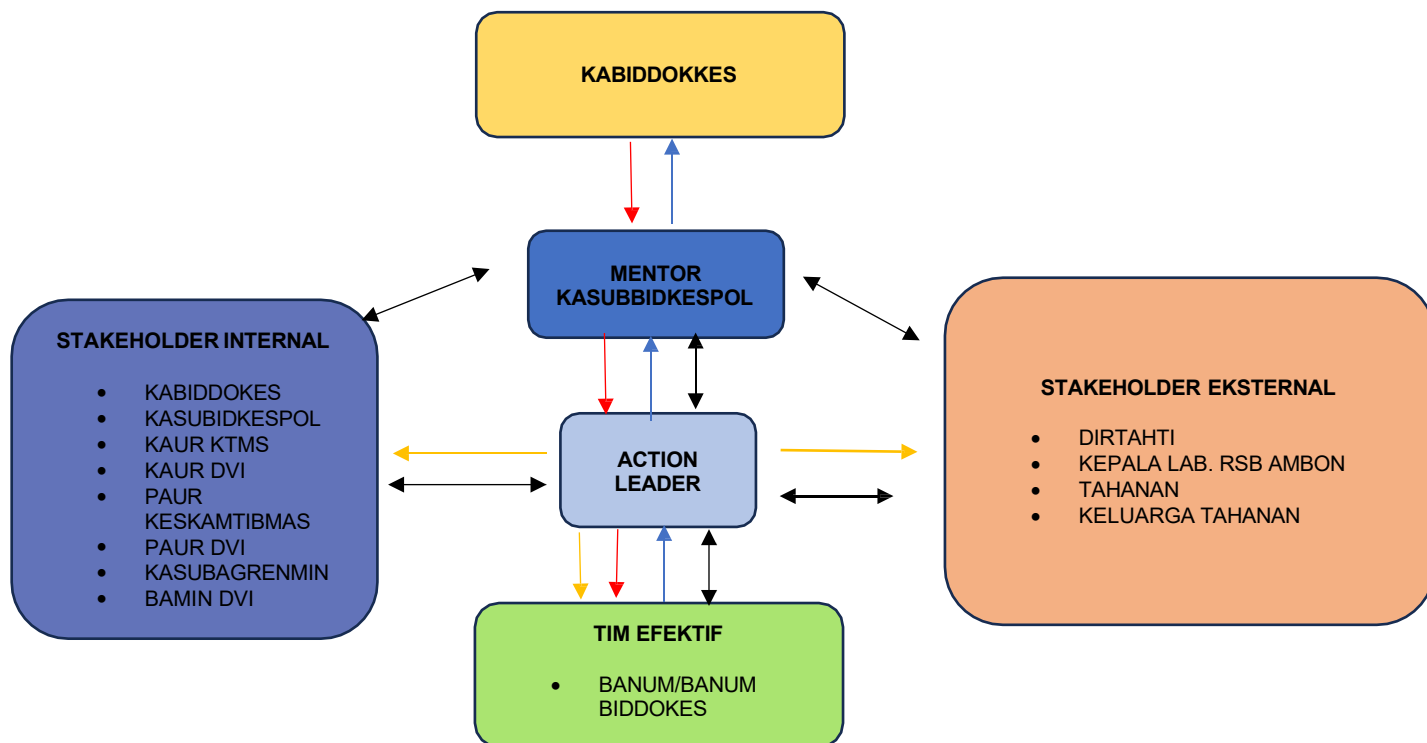 KABIDDOKKES
MENTOR
KASUBBIDKESPOL
STAKEHOLDER INTERNAL
• KABIDDOKES
• KASUBIDKESPOL
• KAUR KTMS
• KAUR DVI
• PAUR
KESKAMTIBMAS
• PAUR DVI
• KASUBAGRENMIN
• BAMIN DVI
ACTION
LEADER
STAKEHOLDER EKSTERNAL
• DIRTAHTI
• KEPALA LAB. RSB AMBON
• TAHANAN
• KELUARGA TAHANAN
TIM EFEKTIF
• BANUM/BANUM
BIDDOKES